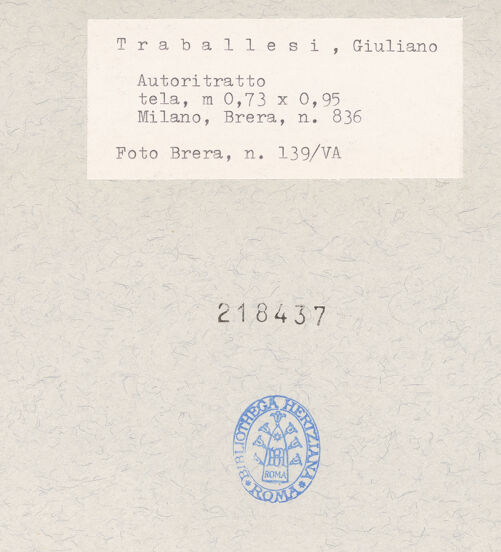 Traballesi, Giuliano
Autoritratto
tela, m 0,73 x 0,95
Milano, Brera, n. 836
Foto Brera, n. 139/VA
218437
BIBLIOTHECA HERTZIANA
ROMA
ROMA